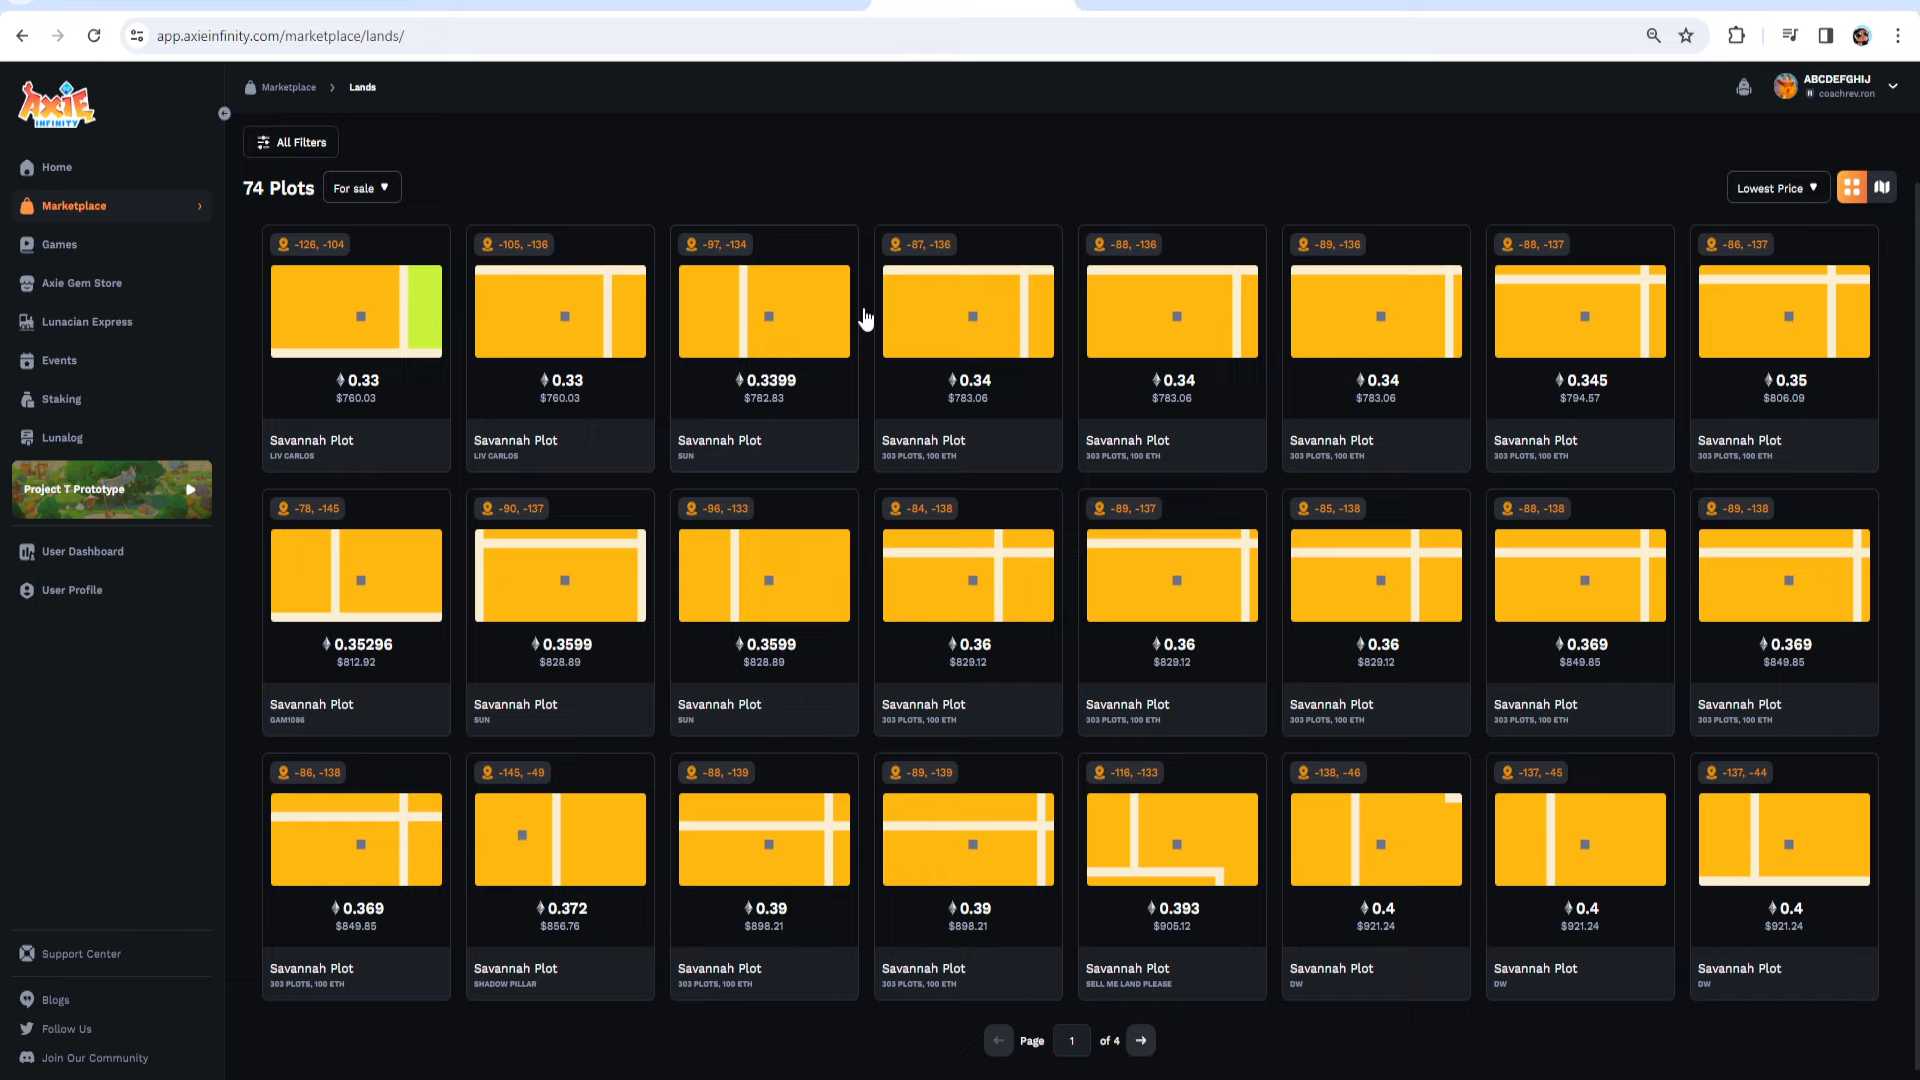 app.axieinfinity.com/marketplace/lands/
AXIE
INFINITY
Marketplace
Lands
ABCDEFGHIJ
coachrev.ron
All Filters
74 Plots
For sale
Lowest Price
Home
Marketplace
Games
Axie Gem Store
Lunacian Express
Events
Staking
Lunalog
Project T Prototype
User Dashboard
User Profile
Support Center
Blogs
Follow Us
Join Our Community
-126, -104
-105, -136
-97, -134
-87, -136
-88, -136
-89, -136
-88, -137
-86, -137
0.33
0.33
0.3399
0.34
0.34
0.34
0.345
0.35
$760.03
$760.03
$782.83
$783.06
$783.06
$783.06
$794.57
$806.09
Savannah Plot
Savannah Plot
Savannah Plot
Savannah Plot
Savannah Plot
Savannah Plot
Savannah Plot
Savannah Plot
LIV CARLOS
LIV CARLOS
SUN
303 PLOTS, 100 ETH
303 PLOTS, 100 ETH
303 PLOTS, 100 ETH
303 PLOTS, 100 ETH
303 PLOTS, 100 ETH
-78, -145
-90, -137
-96, -133
-84, -138
-89, -137
-85, -138
-88, -138
-89, -138
0.35296
0.3599
0.3599
0.36
0.36
0.36
0.369
0.369
$812.92
$828.89
$828.89
$829.12
$829.12
$829.12
$849.85
$849.85
Savannah Plot
Savannah Plot
Savannah Plot
Savannah Plot
Savannah Plot
Savannah Plot
Savannah Plot
Savannah Plot
GAM1086
SUN
SUN
303 PLOTS, 100 ETH
303 PLOTS, 100 ETH
303 PLOTS, 100 ETH
303 PLOTS, 100 ETH
303 PLOTS, 100 ETH
-86, -138
-145, -49
-88, -139
-89, -139
-116, -133
-138, -46
-137, -45
-137, -44
0.369
0.372
0.39
0.39
0.393
0.4
0.4
0.4
$849.85
$856.76
$898.21
$898.21
$905.12
$921.24
$921.24
$921.24
Savannah Plot
Savannah Plot
Savannah Plot
Savannah Plot
Savannah Plot
Savannah Plot
Savannah Plot
Savannah Plot
303 PLOTS, 100 ETH
SHADOW PILLAR
303 PLOTS, 100 ETH
303 PLOTS, 100 ETH
SELL ME LAND PLEASE
DW
DW
DW
Page 1 of 4